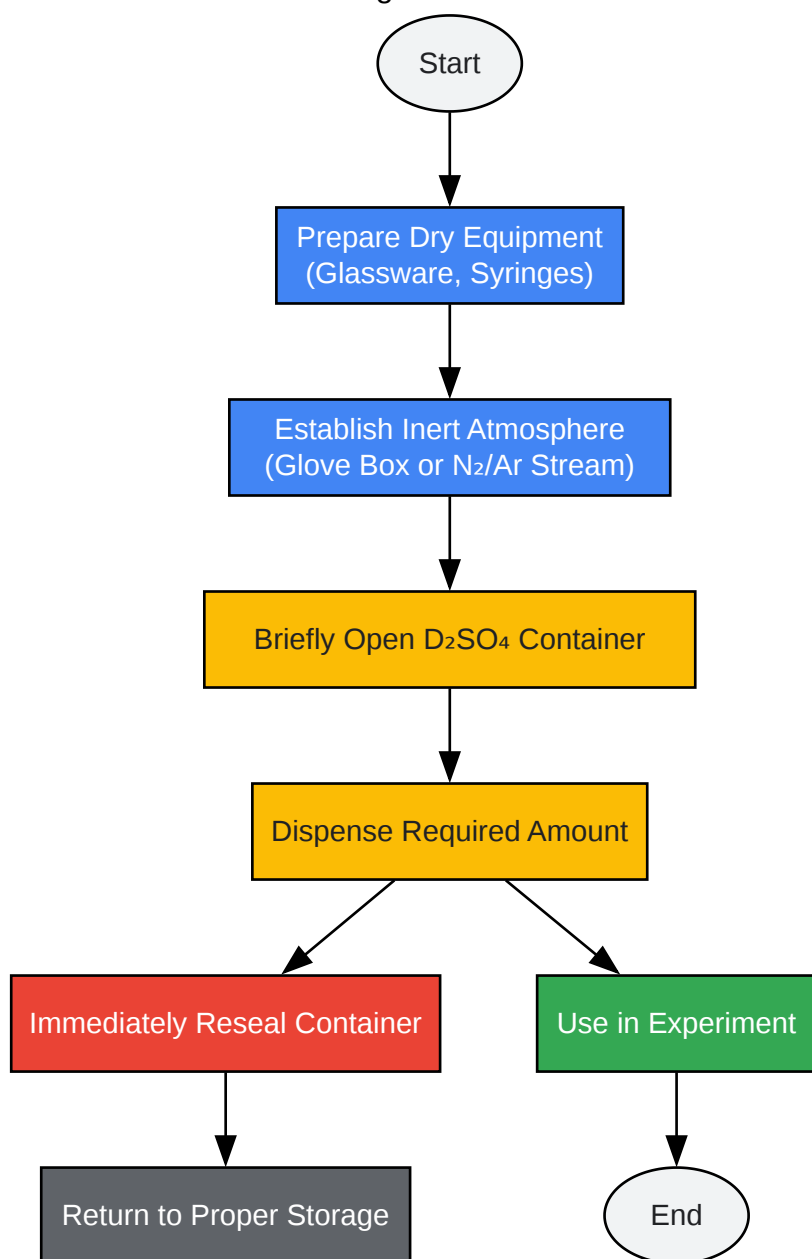 Start
Prepare Dry Equipment
(Glassware, Syringes)
Establish Inert Atmosphere
(Glove Box or N₂/Ar Stream)
Briefly Open D₂SO₄ Container
Dispense Required Amount
Immediately Reseal Container
Use in Experiment
Return to Proper Storage
End